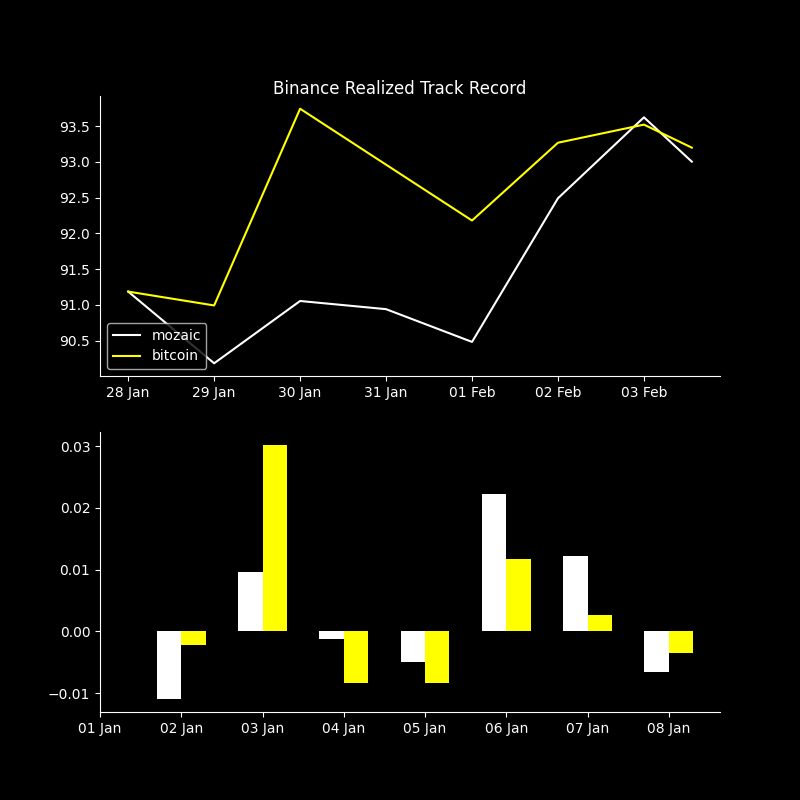 Binance Realized Track Record
93.5
93.0
92.5
92.0
91.5
91.0
90.5
mozaic
bitcoin
28 Jan 29 Jan 30 Jan 31 Jan 01 Feb 02 Feb 03 Feb
0.03
0.02
0.01
0.00
−0.01
01 Jan 02 Jan 03 Jan 04 Jan 05 Jan 06 Jan 07 Jan 08 Jan